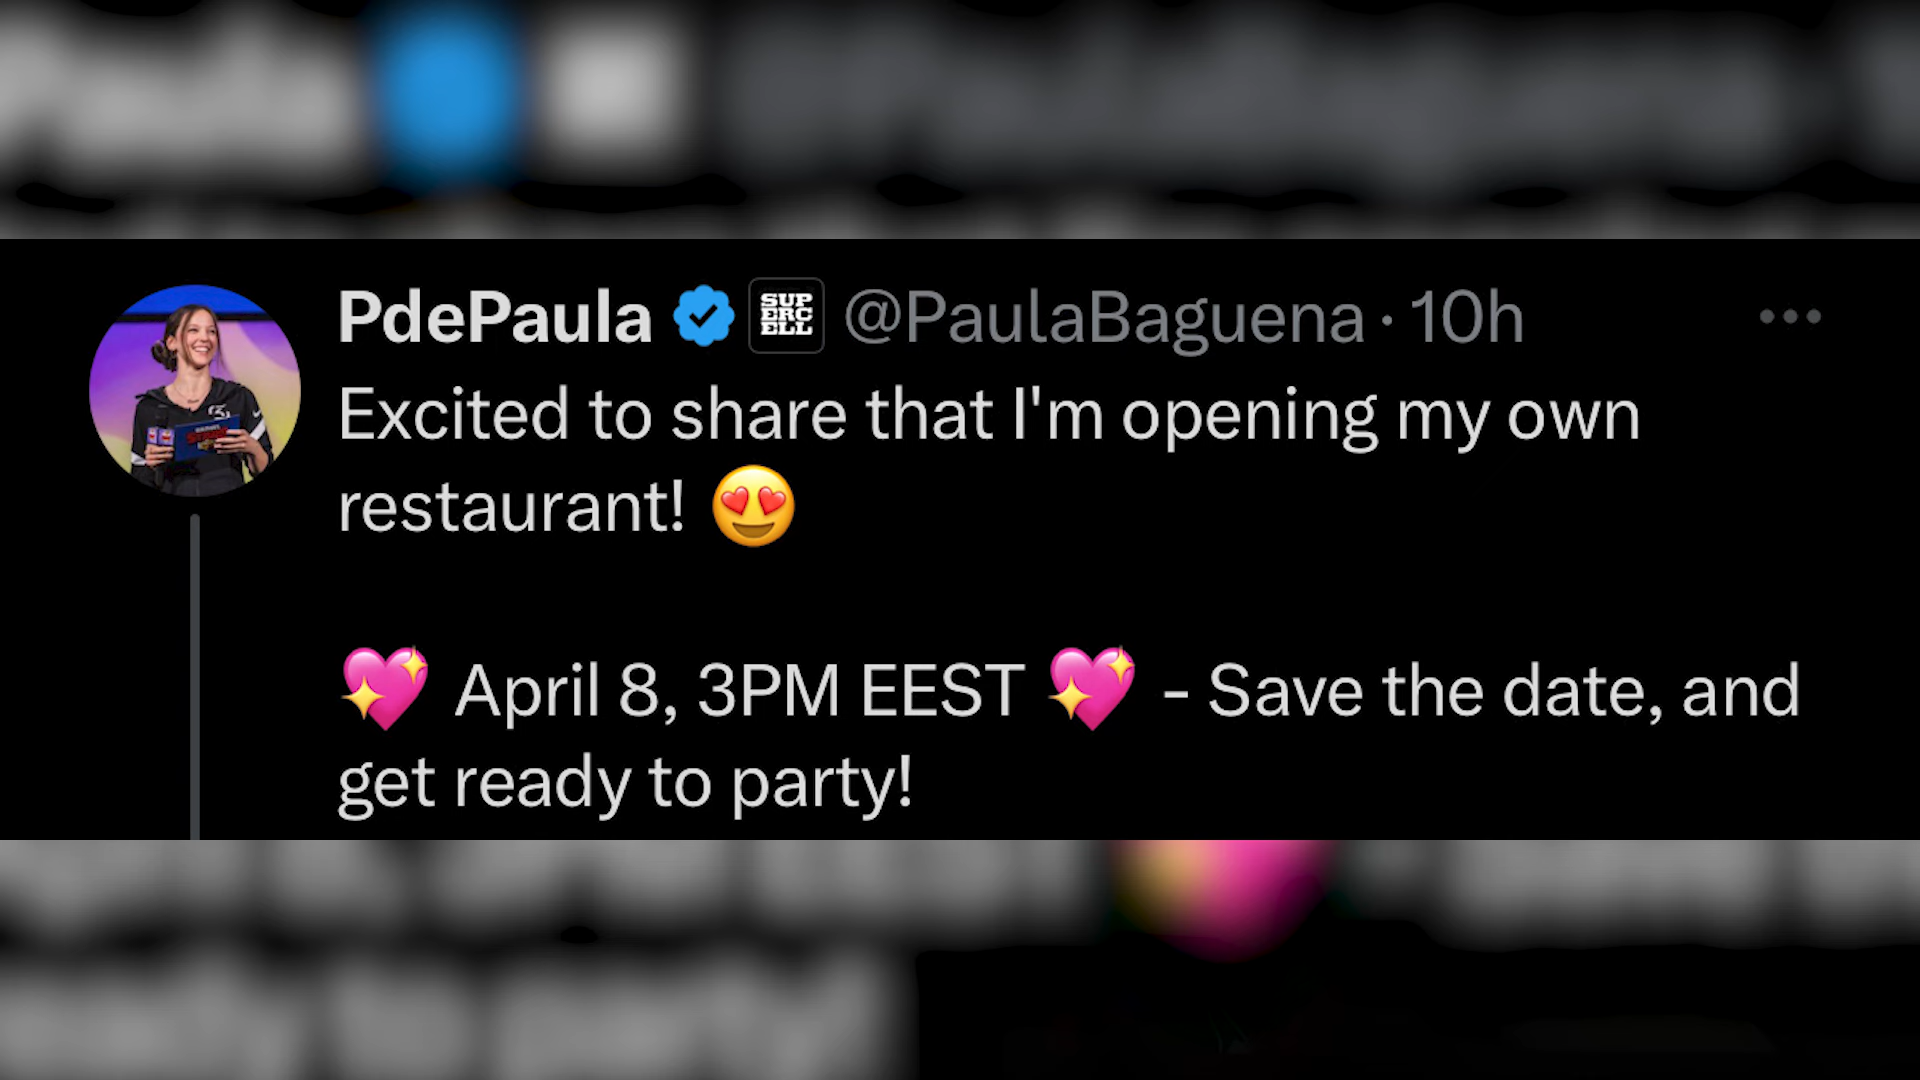 PdePaula SUPERCELL @PaulaBaguena · 10h
Excited to share that I'm opening my own
restaurant! 😍
💖 April 8, 3PM EEST 💖 - Save the date, and
get ready to party!